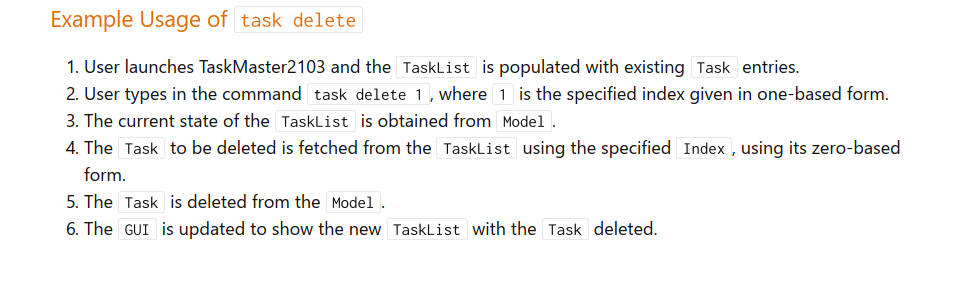 Example Usage of task delete
1. User launches TaskMaster2103 and the TaskList is populated with existing Task entries.
2. User types in the command task delete 1 , where 1 is the specified index given in one-based form.
3. The current state of the TaskList is obtained from Model .
4. The Task to be deleted is fetched from the TaskList using the specified Index , using its zero-based
form.
5. The Task is deleted from the Model .
6. The GUI is updated to show the new TaskList with the Task deleted.